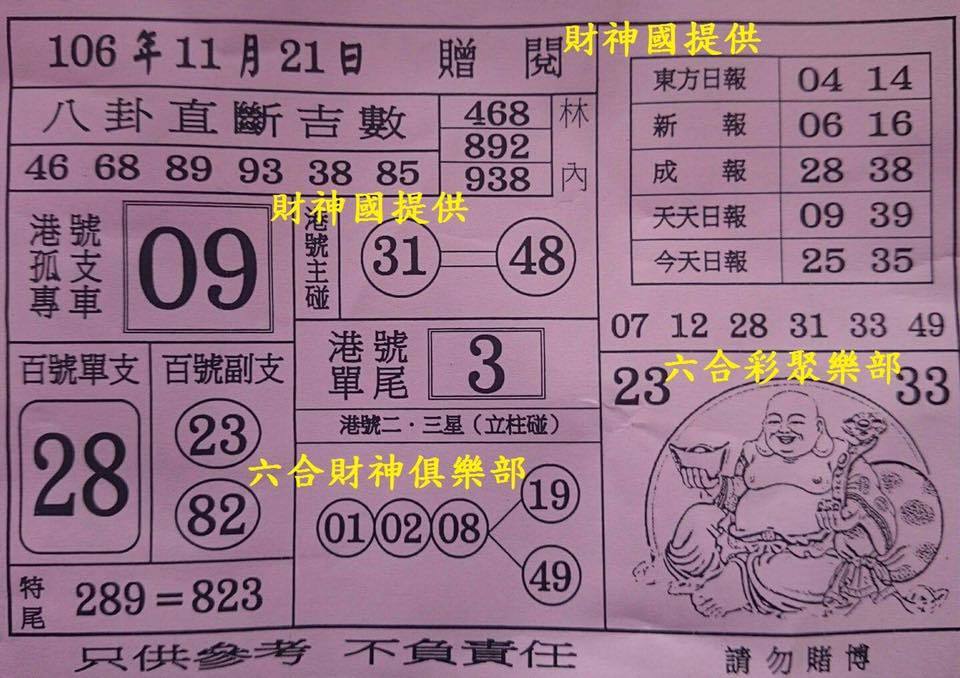 106年11月21日 贈 閱
財神國提供
八卦直斷吉數
46 68 89 93 38 85
468
892
938
林內
東方日報 04 14
新 報 06 16
成 報 28 38
天天日報 09 39
今天日報 25 35
財神國提供
港號
孤支
專車
09
港號主碰
31 48
07 12 28 31 33 49
港號
單尾
3
百號單支
28
百號副支
23
82
六合彩聚樂部
23 33
港號二．三星（立柱碰）
六合財神俱樂部
01 02 08
19
49
特尾
289＝823
只供參考 不負責任
請勿賭博